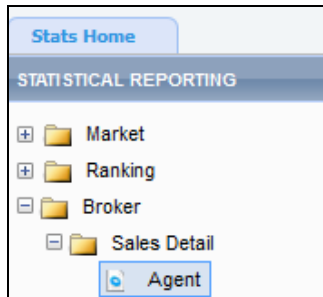 Stats Home
STATISTICAL REPORTING
Market
Ranking
Broker
Sales Detail
Agent